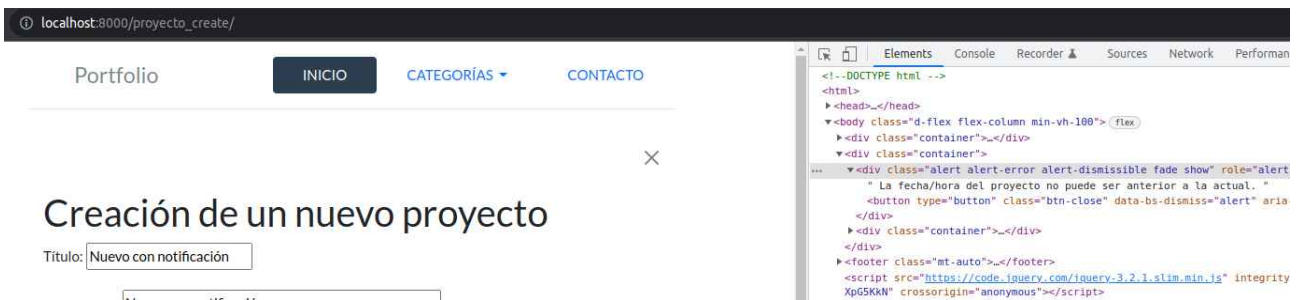 localhost:8000/proyecto_create/
Portfolio INICIO CATEGORÍAS CONTACTO
Creación de un nuevo proyecto
Título: Nuevo con notificación
Elements Console Recorder Sources Network Performan
<!--DOCTYPE html -->
<html>
<head>…</head>
<body class="d-flex flex-column min-vh-100"> flex
<div class="container">…</div>
<div class="container">
<div class="alert alert-error alert-dismissible fade show" role="alert
" La fecha/hora del proyecto no puede ser anterior a la actual. "
<button type="button" class="btn-close" data-bs-dismiss="alert" aria-
</div>
<div class="container">…</div>
</div>
<footer class="mt-auto">…</footer>
<script src="https://code.jquery.com/jquery-3.2.1.slim.min.js" integrity
XpG5KkN" crossorigin="anonymous"></script>